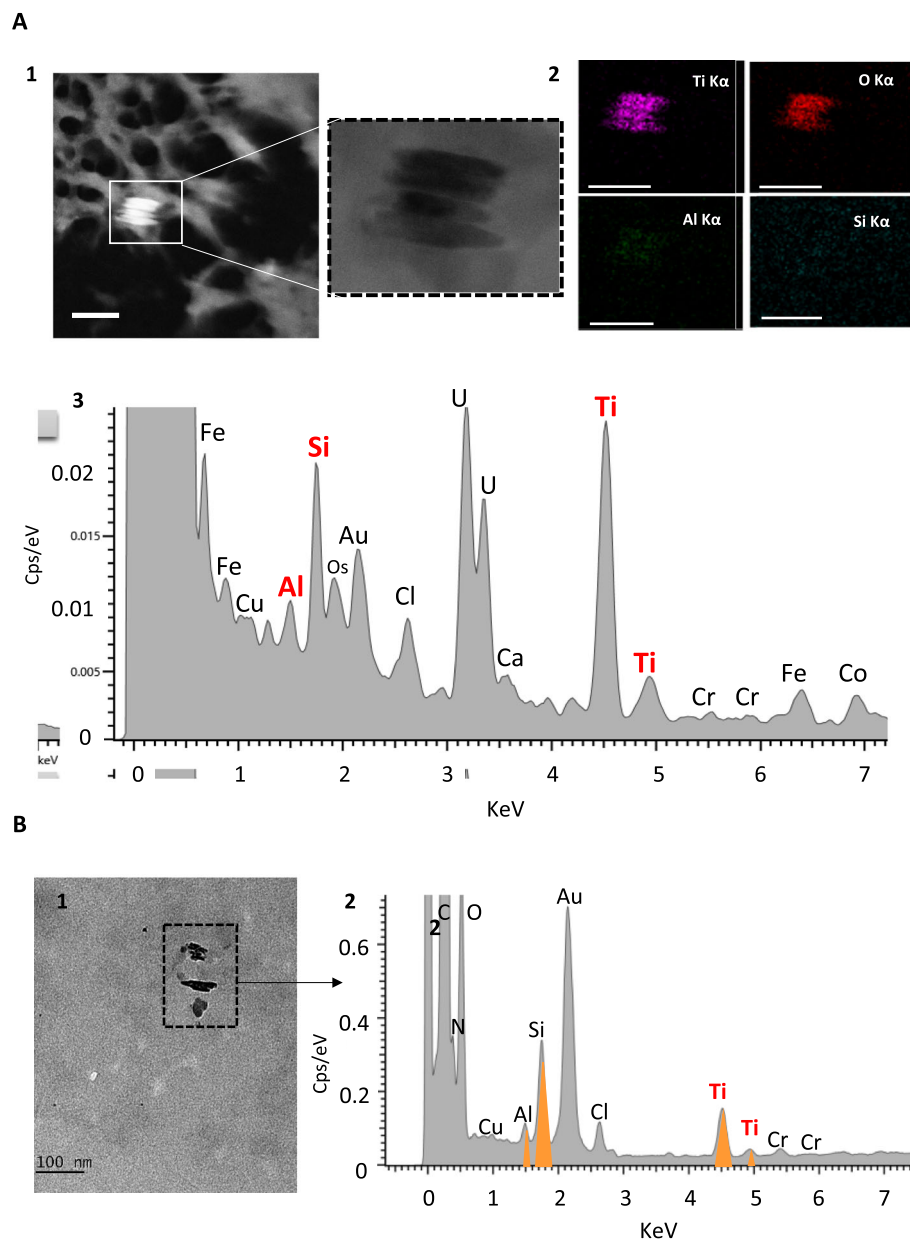 A
1
2
Ti Kα
O Kα
Al Kα
Si Kα
3
Cps/eV
0.02
0.015
0.01
0.005
0
Fe
Fe
Cu
Al
Si
Os
Au
Cl
U
U
Ca
Ti
Ti
Cr
Cr
Fe
Co
keV
0 1 2 3 4 5 6 7
KeV
B
1
100 nm
2
2
Cps/eV
0.6
0.4
0.2
0
C
O
N
Cu
Al
Si
Au
Cl
Ti
Ti
Cr
Cr
0 1 2 3 4 5 6 7
KeV